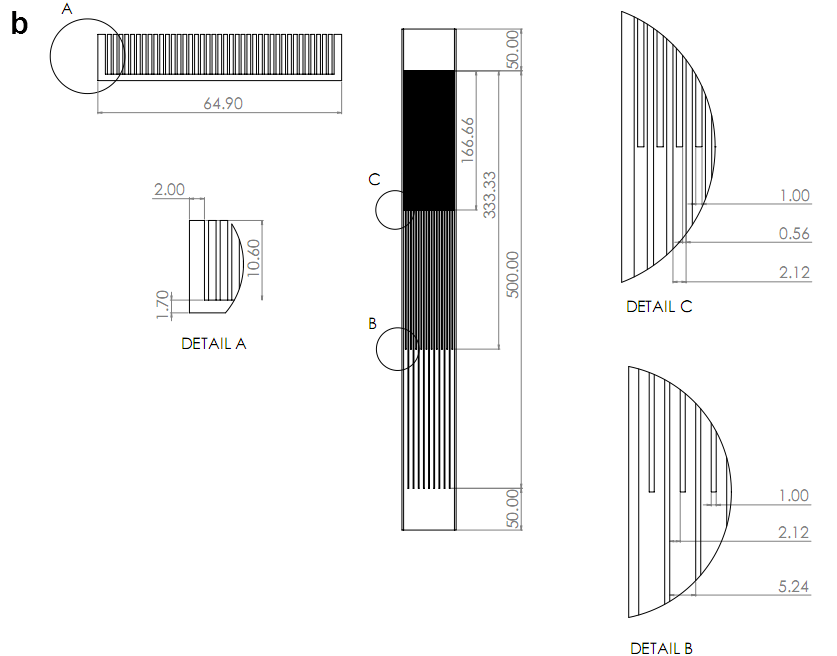 b
A
64.90
2.00
10.60
1.70
DETAIL A
50.00
166.66
333.33
500.00
50.00
C
B
1.00
0.56
2.12
DETAIL C
1.00
2.12
5.24
DETAIL B